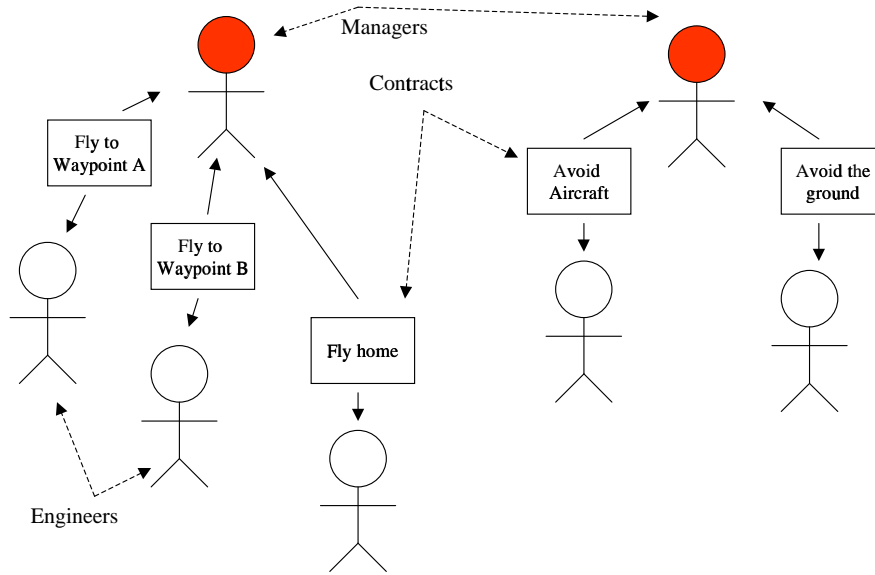 Managers
Contracts
Fly to
Waypoint A
Avoid
Aircraft
Avoid the
ground
Fly to
Waypoint B
Fly home
Engineers